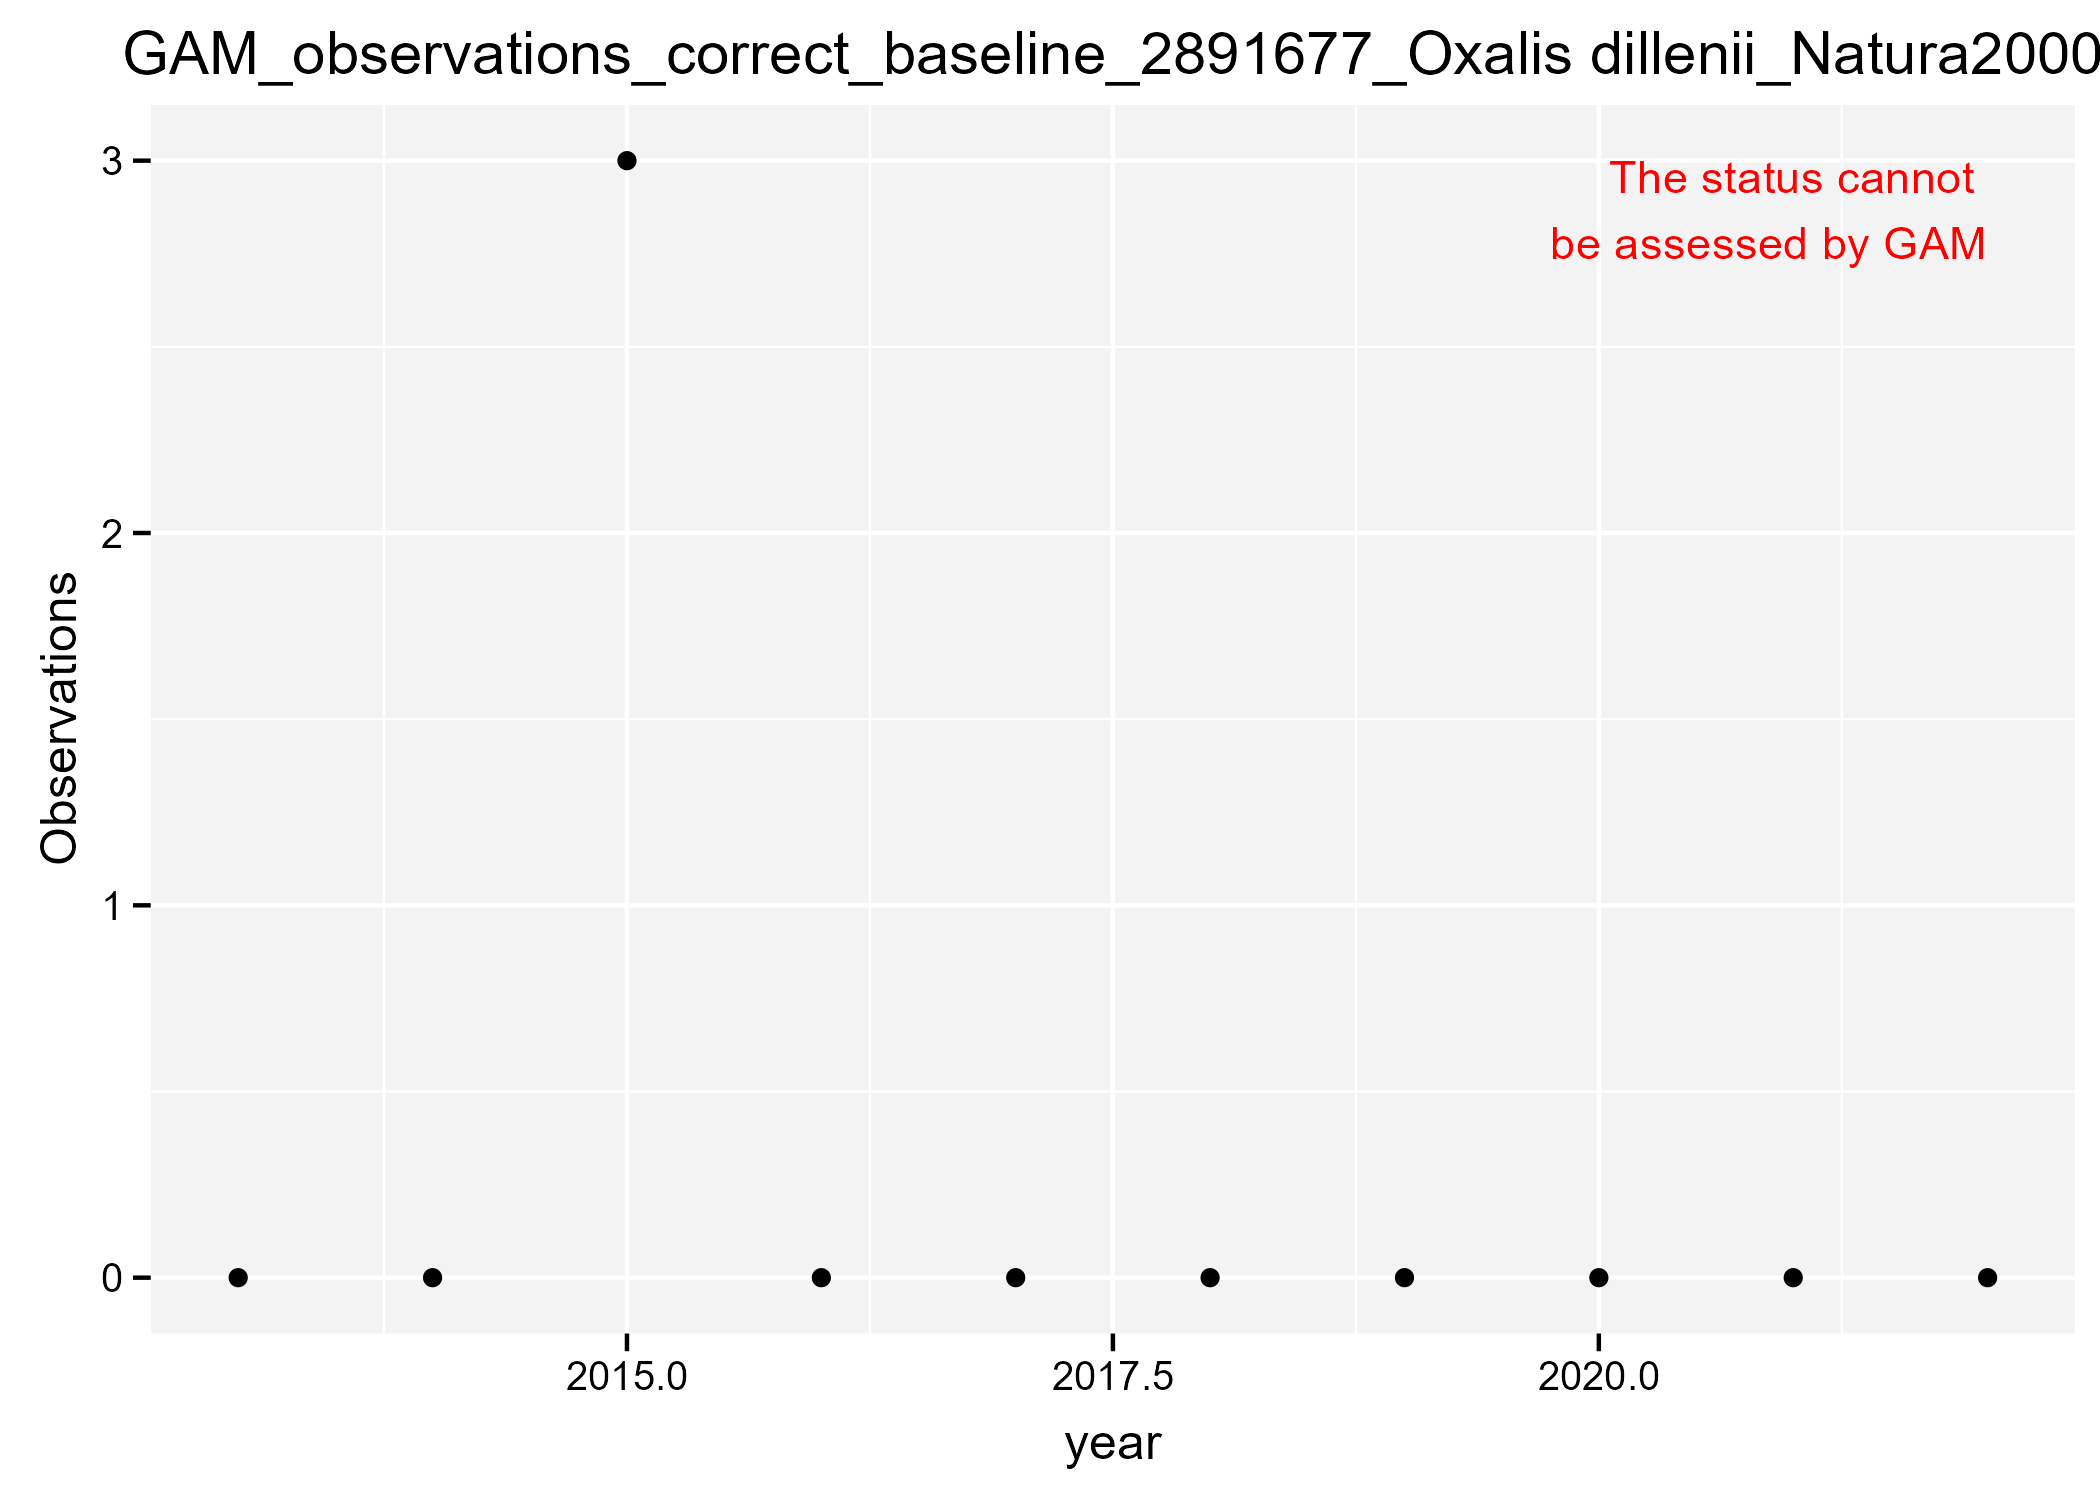 GAM_observations_correct_baseline_2891677_Oxalis dillenii_Natura2000
3
The status cannot
be assessed by GAM
2
Observations
1
0
2015.0 2017.5 2020.0
year